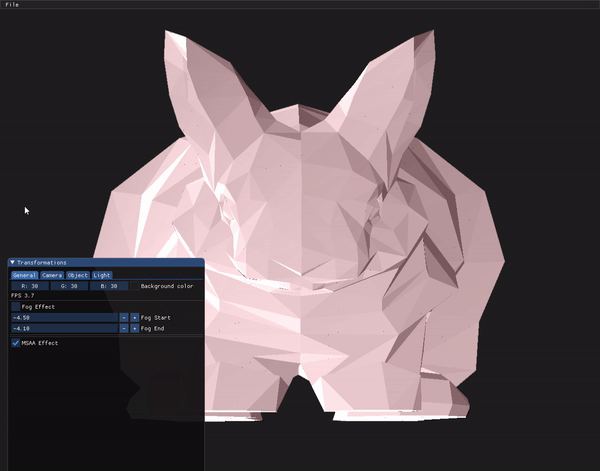 File
Transformations
General Camera Object Light
R: 30 G: 30 B: 30 Background color
FPS 3.7
Fog Effect
-4.50 - + Fog Start
-4.10 - + Fog End
MSAA Effect